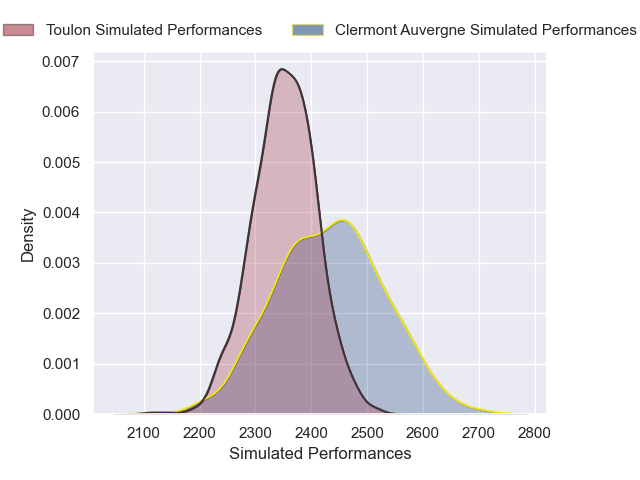 Toulon Simulated Performances
Clermont Auvergne Simulated Performances
0.007
0.006
0.005
0.004
0.003
0.002
0.001
0.000
Density
2100 2200 2300 2400 2500 2600 2700 2800
Simulated Performances